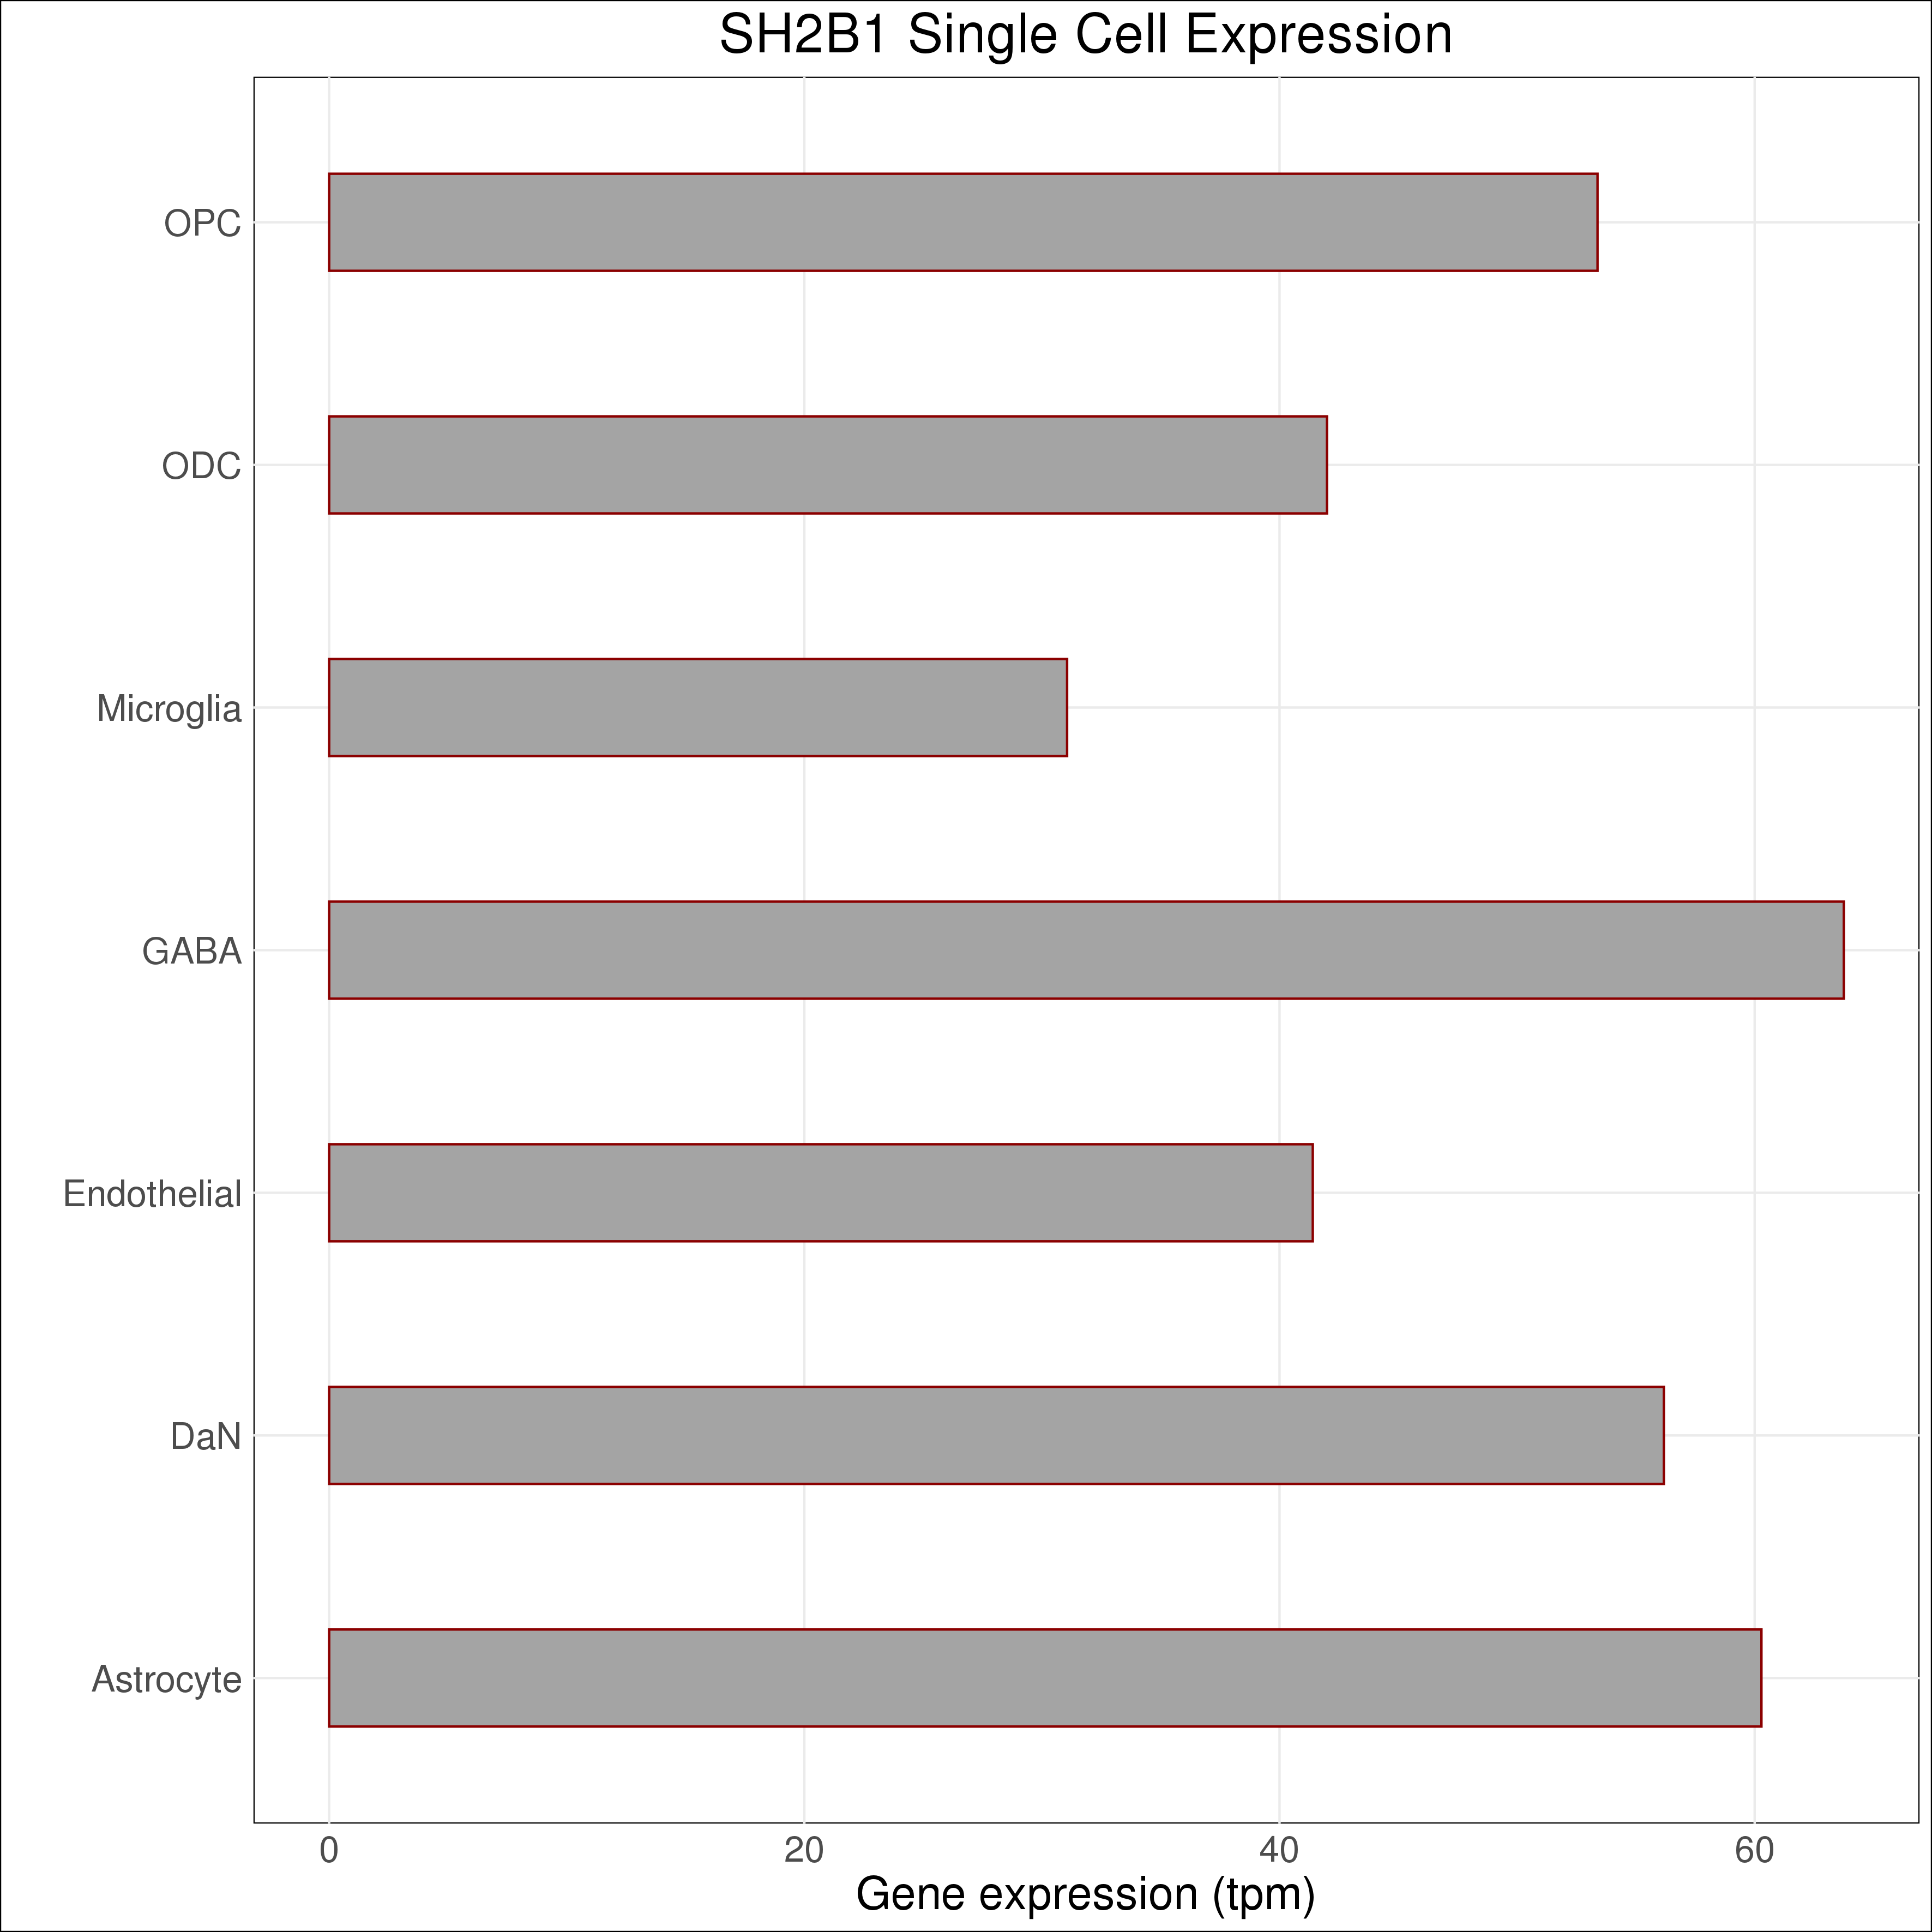 SH2B1 Single Cell Expression
OPC
ODC
Microglia
GABA
Endothelial
DaN
Astrocyte
0 20 40 60
Gene expression (tpm)